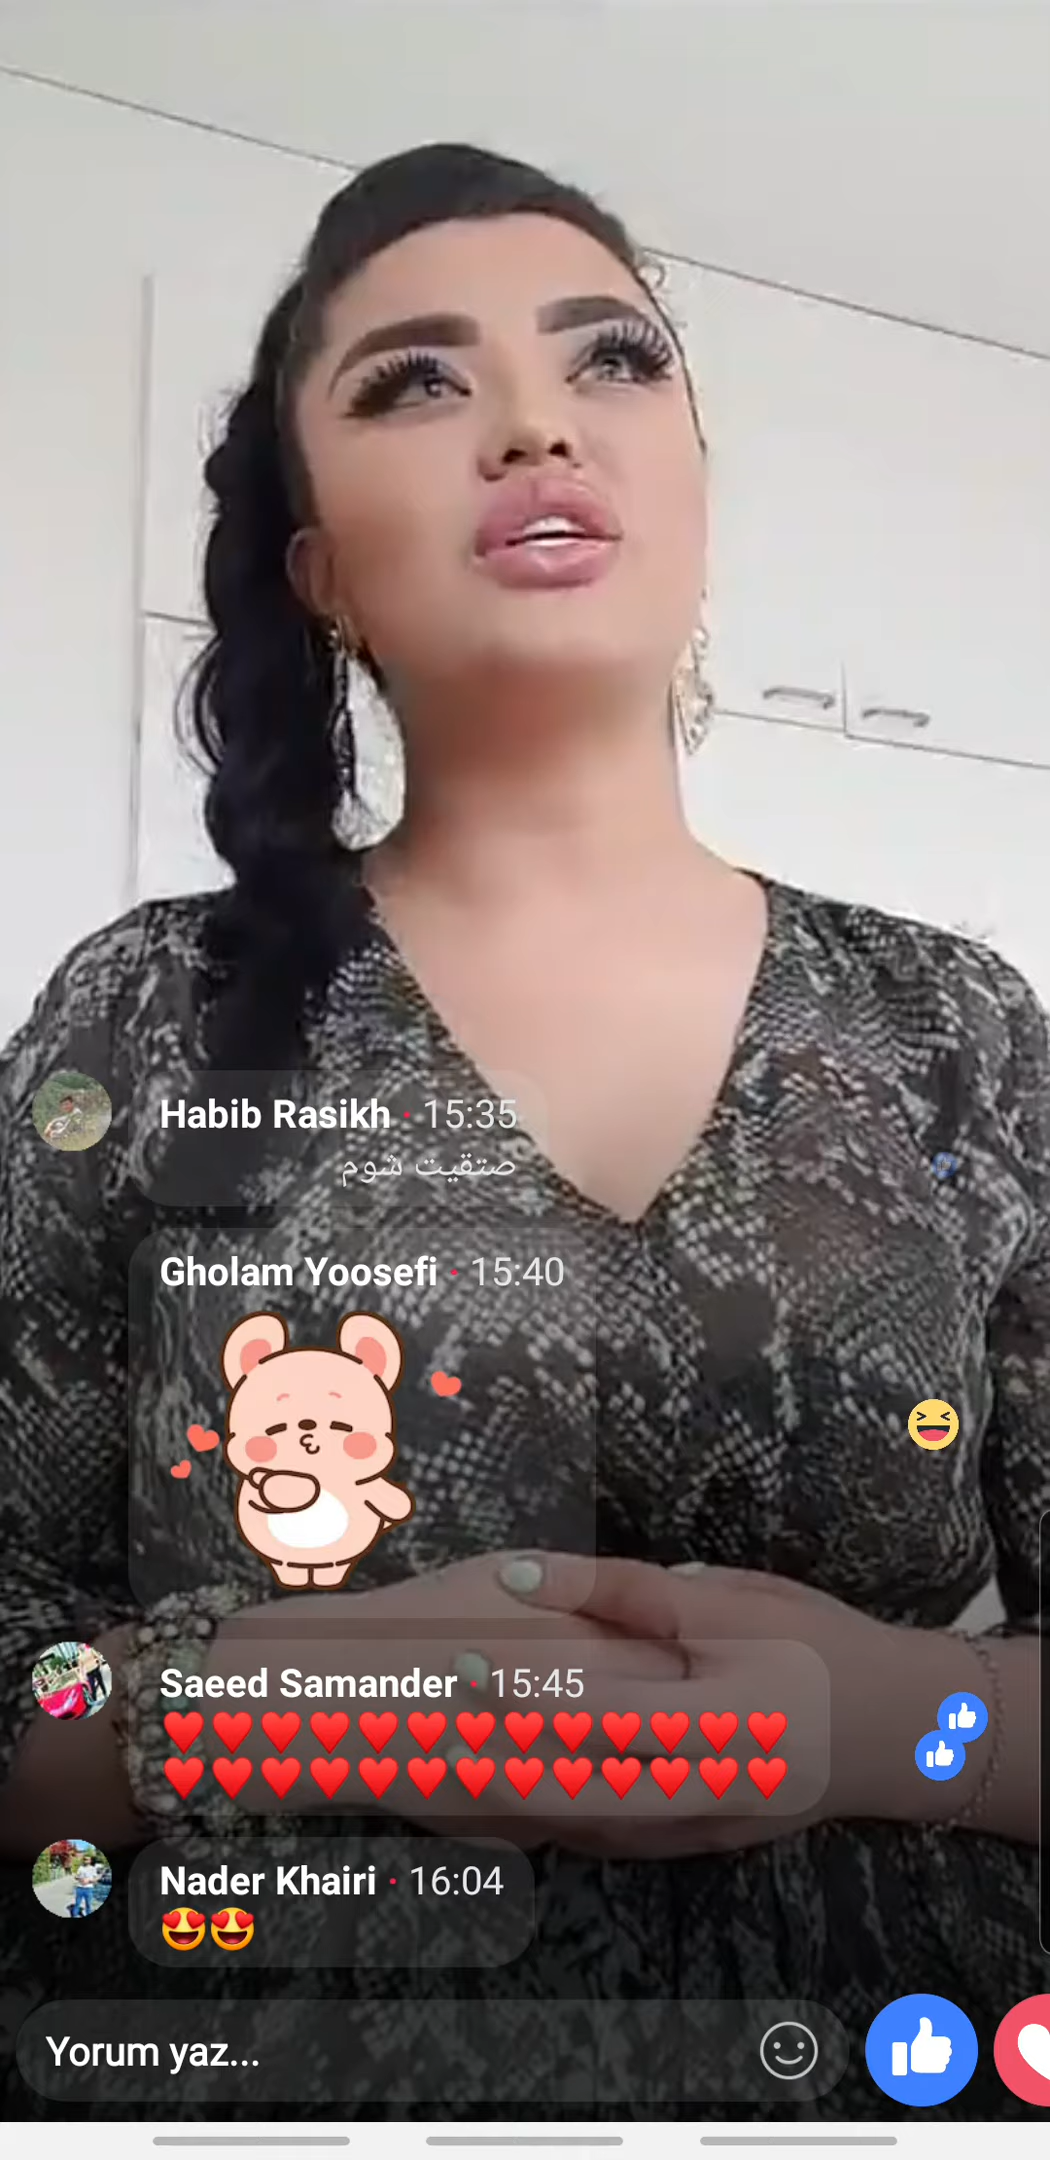 Habib Rasikh · 15:35
صتقیت شوم
Gholam Yoosefi · 15:40
Saeed Samander · 15:45
Nader Khairi · 16:04
Yorum yaz...